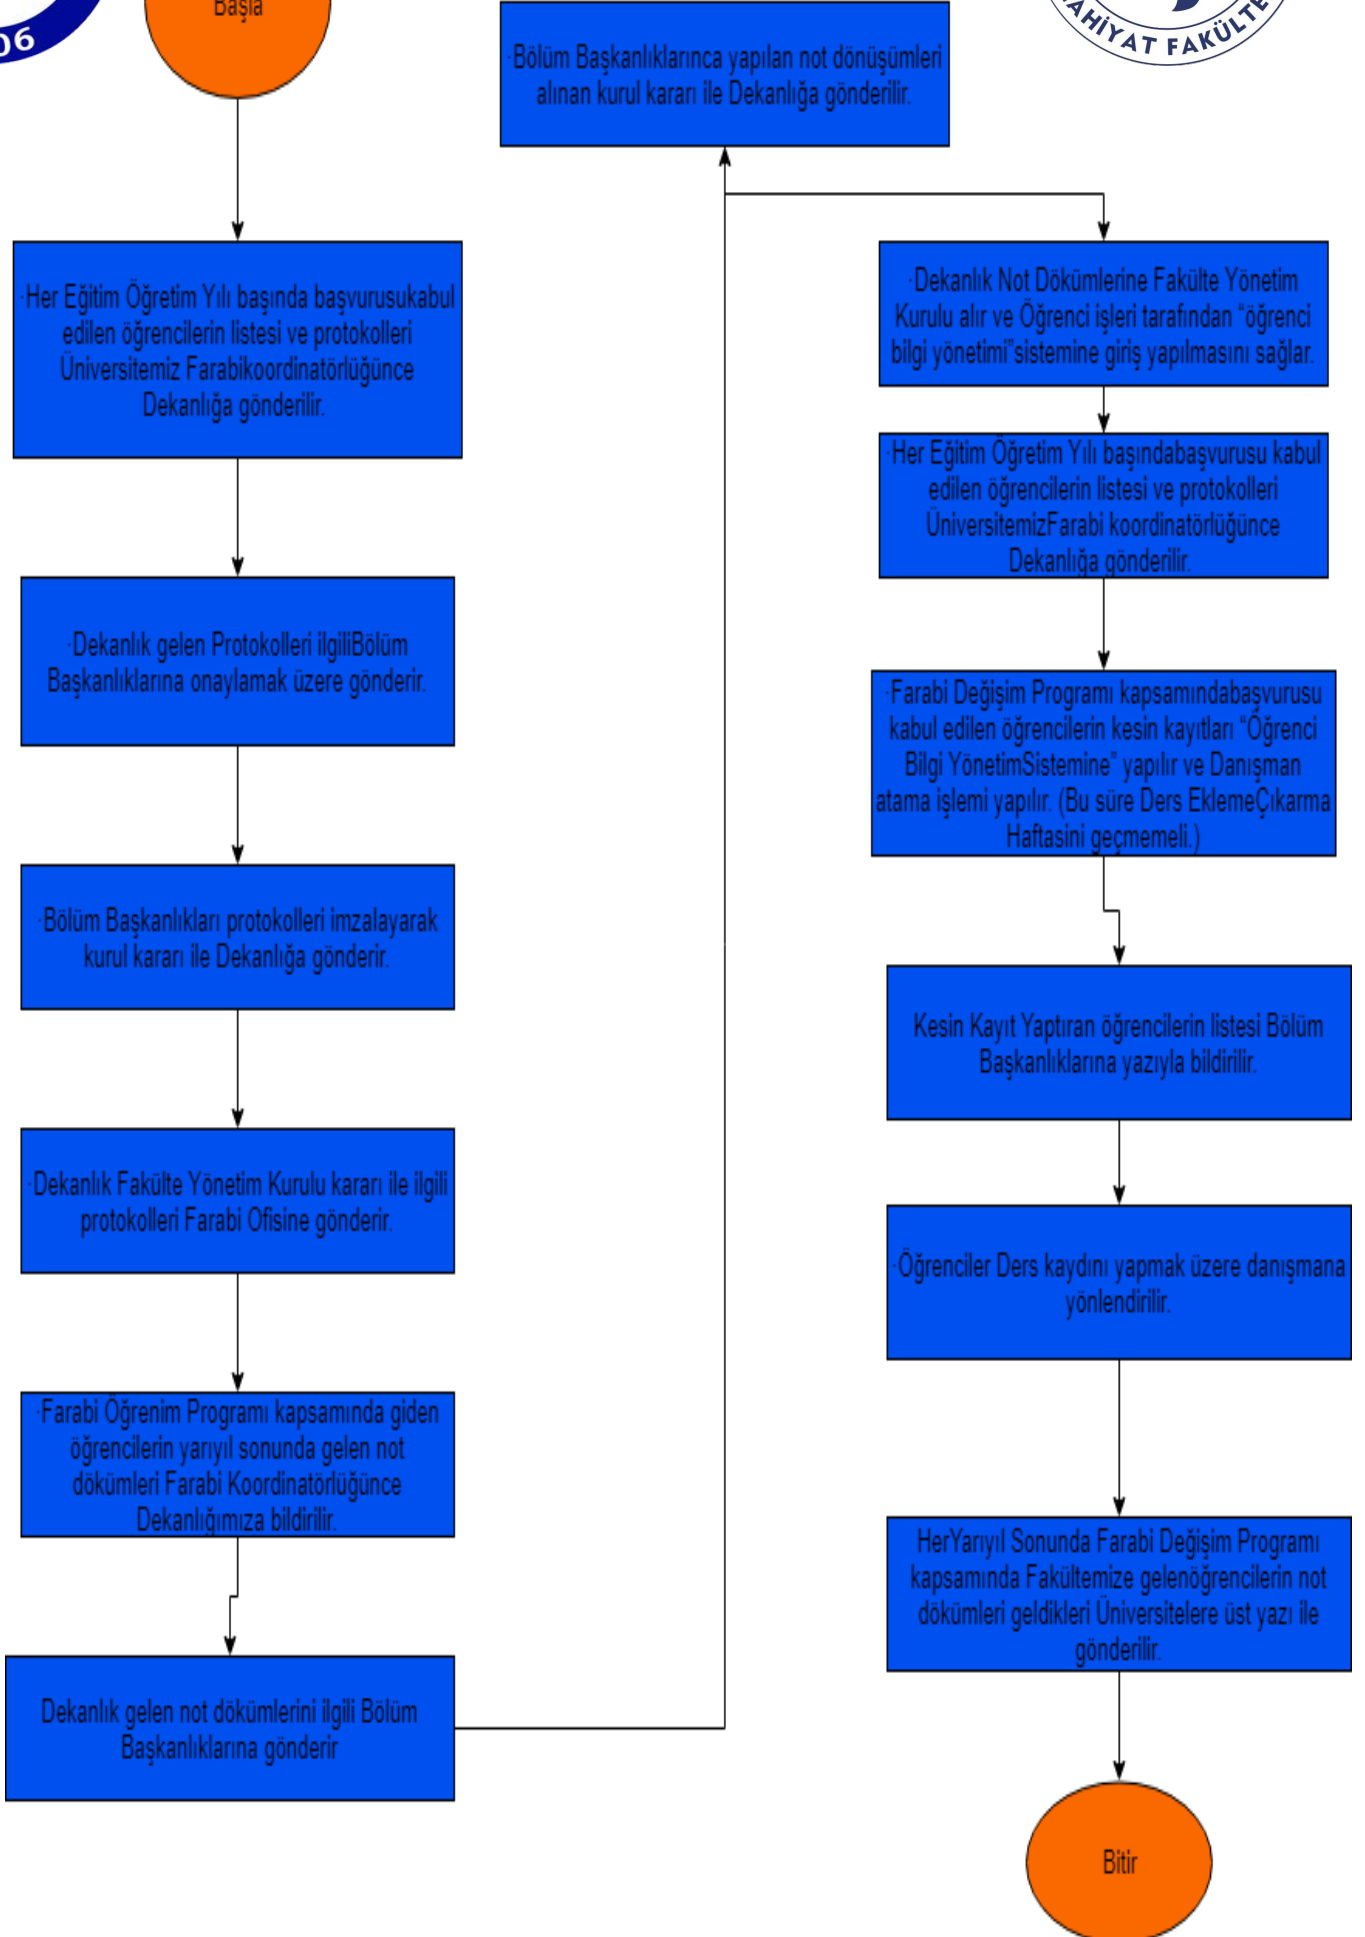 Başla
·Her Eğitim Öğretim Yılı başında başvurusukabul
edilen öğrencilerin listesi ve protokolleri
Üniversitemiz Farabikoordinatörlüğünce
Dekanlığa gönderilir.
·Dekanlık gelen Protokolleri ilgiliBölüm
Başkanlıklarına onaylamak üzere gönderir.
·Bölüm Başkanlıkları protokolleri imzalayarak
kurul kararı ile Dekanlığa gönderir.
·Dekanlık Fakülte Yönetim Kurulu kararı ile ilgili
protokolleri Farabi Ofisine gönderir.
·Farabi Öğrenim Programı kapsamında giden
öğrencilerin yarıyıl sonunda gelen not
dökümleri Farabi Koordinatörlüğünce
Dekanlığımıza bildirilir.
Dekanlık gelen not dökümlerini ilgili Bölüm
Başkanlıklarına gönderir
·Bölüm Başkanlıklarınca yapılan not dönüşümleri
alınan kurul kararı ile Dekanlığa gönderilir.
·Dekanlık Not Dökümlerine Fakülte Yönetim
Kurulu alır ve Öğrenci işleri tarafından “öğrenci
bilgi yönetimi”sistemine giriş yapılmasını sağlar.
·Her Eğitim Öğretim Yılı başındabaşvurusu kabul
edilen öğrencilerin listesi ve protokolleri
ÜniversitemizFarabi koordinatörlüğünce
Dekanlığa gönderilir.
·Farabi Değişim Programı kapsamındabaşvurusu
kabul edilen öğrencilerin kesin kayıtları “Öğrenci
Bilgi YönetimSistemine” yapılır ve Danışman
atama işlemi yapılır. (Bu süre Ders EklemeÇıkarma
Haftasini geçmemeli.)
Kesin Kayıt Yaptıran öğrencilerin listesi Bölüm
Başkanlıklarına yazıyla bildirilir.
·Öğrenciler Ders kaydını yapmak üzere danışmana
yönlendirilir.
HerYarıyıl Sonunda Farabi Değişim Programı
kapsamında Fakültemize gelenöğrencilerin not
dökümleri geldikleri Üniversitelere üst yazı ile
gönderilir.
Bitir
06
AHİYAT FAKÜLTE